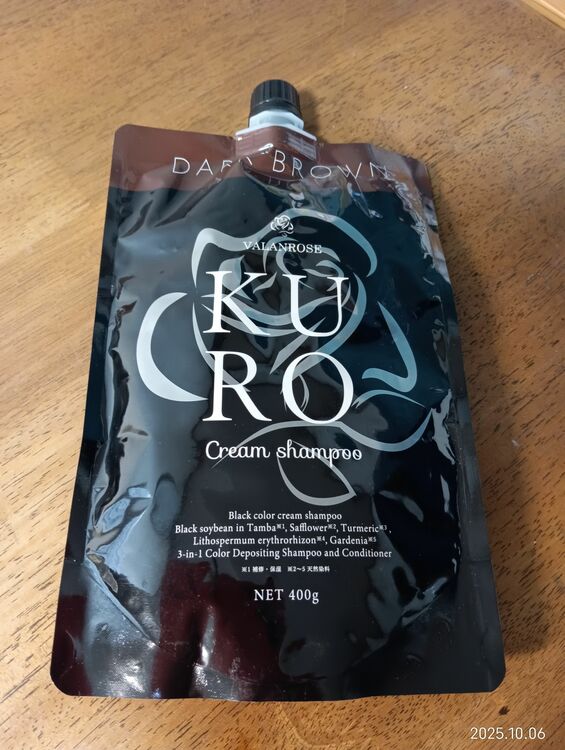 DARK BROWN
VALANROSE
KU
RO
Cream shampoo
Black color cream shampoo
Black soybean in Tamba※1, Safflower※2, Turmeric※3,
Lithospermum erythrorhizon※4, Gardenia※5
3-in-1 Color Depositing Shampoo and Conditioner
※1 補修・保湿 ※2~5 天然染料
NET 400g
2025.10.06